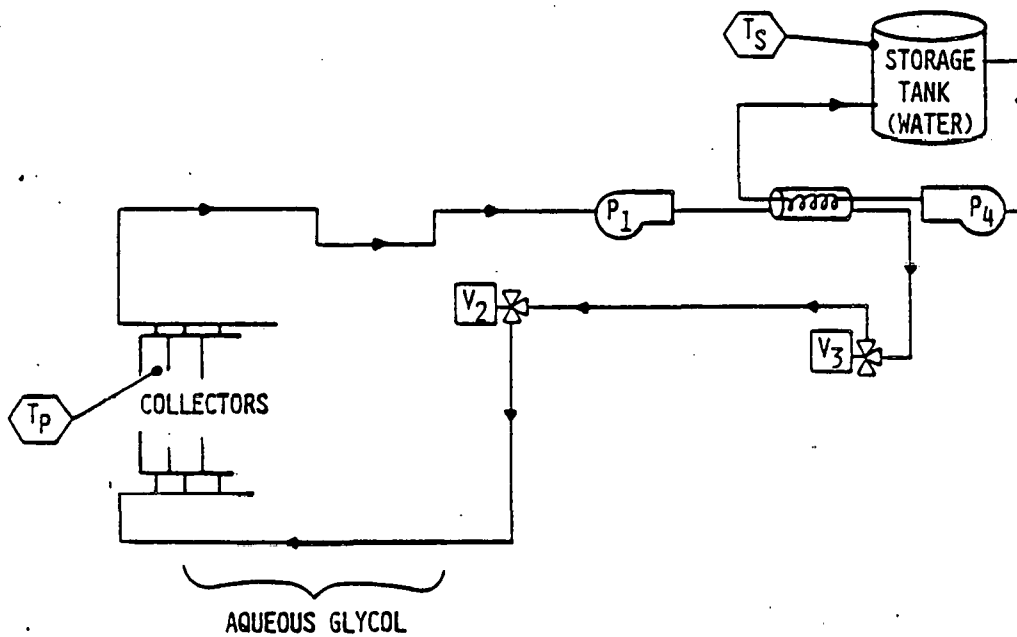 TS
STORAGE
TANK
(WATER)
P1
P4
V2
V3
TP
COLLECTORS
AQUEOUS GLYCOL